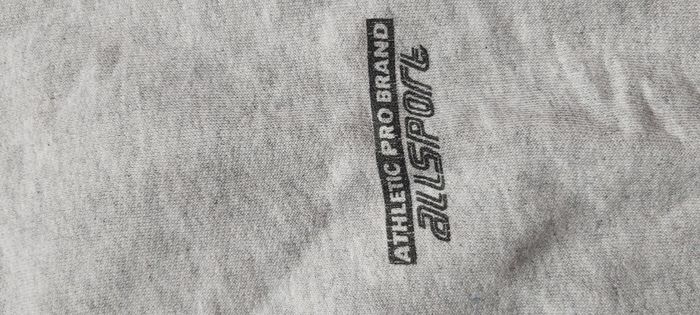 ATHLETIC PRO BRAND
allsport